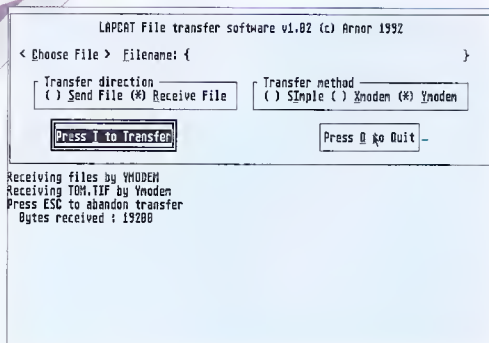 LAPCAT File transfer software v1.02 (c) Arnor 1992
< Choose File > Filename: { }
Transfer direction
( ) Send File (*) Receive File
Transfer method
( ) SImple ( ) Xmodem (*) Ymodem
Press T to Transfer
Press Q to Quit
Receiving files by YMODEM
Receiving TOM.TIF by Ymodem
Press ESC to abandon transfer
Bytes received : 19200